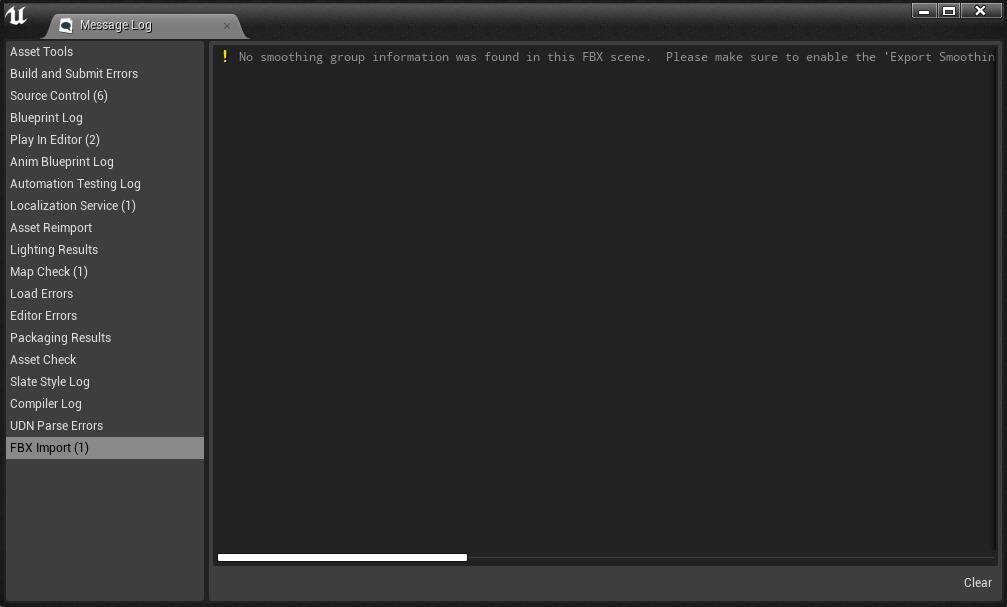 Message Log
Asset Tools
Build and Submit Errors
Source Control (6)
Blueprint Log
Play In Editor (2)
Anim Blueprint Log
Automation Testing Log
Localization Service (1)
Asset Reimport
Lighting Results
Map Check (1)
Load Errors
Editor Errors
Packaging Results
Asset Check
Slate Style Log
Compiler Log
UDN Parse Errors
FBX Import (1)
! No smoothing group information was found in this FBX scene.  Please make sure to enable the 'Export Smoothin
Clear